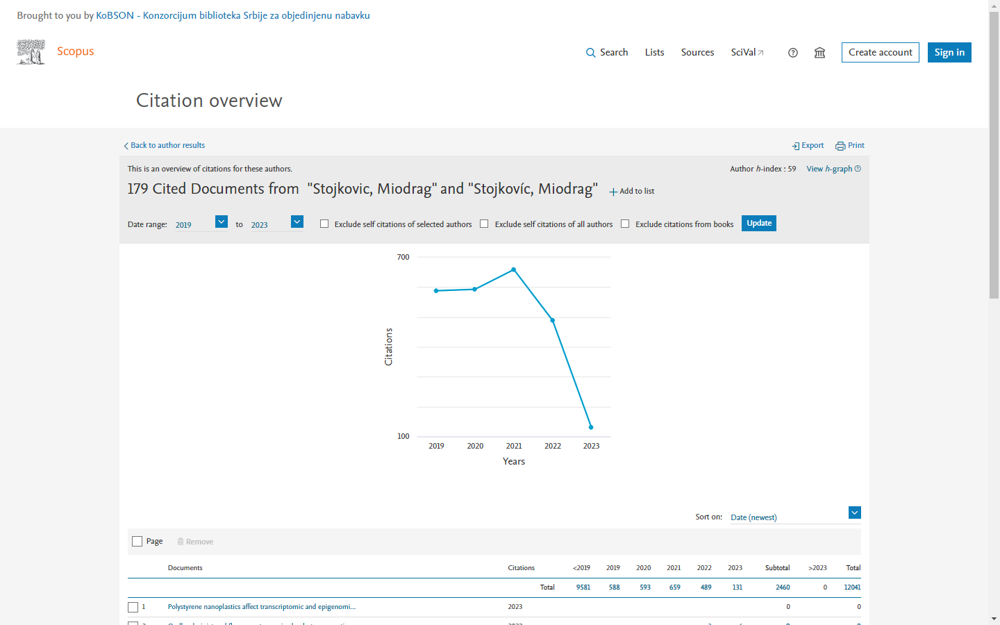 Brought to you by KoBSON - Konzorcijum biblioteka Srbije za objedinjenu nabavku
Scopus
Search Lists Sources SciVal Create account Sign in
Citation overview
Back to author results Export Print
This is an overview of citations for these authors. Author h-index : 59 View h-graph
179 Cited Documents from "Stojkovic, Miodrag" and "Stojkovíc, Miodrag" Add to list
Date range: 2019 to 2023 Exclude self citations of selected authors Exclude self citations of all authors Exclude citations from books Update
700
Citations
100
2019 2020 2021 2022 2023
Years
Sort on: Date (newest)
Page Remove
Documents Citations <2019 2019 2020 2021 2022 2023 Subtotal >2023 Total
Total 9581 588 593 659 489 131 2460 0 12041
1 Polystyrene nanoplastics affect transcriptomic and epigenomi... 2023 0 0